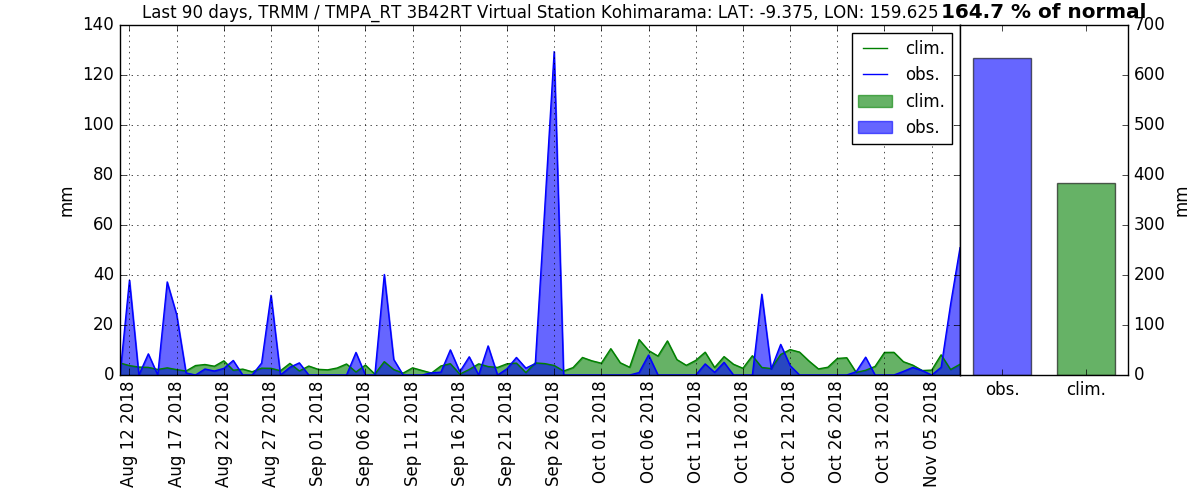 Last 90 days, TRMM / TMPA_RT 3B42RT Virtual Station Kohimarama: LAT: -9.375, LON: 159.625 164.7 % of normal
140
120
100
80
60
40
20
0
mm
clim.
obs.
clim.
obs.
700
600
500
400
300
200
100
0
mm
Aug 12 2018
Aug 17 2018
Aug 22 2018
Aug 27 2018
Sep 01 2018
Sep 06 2018
Sep 11 2018
Sep 16 2018
Sep 21 2018
Sep 26 2018
Oct 01 2018
Oct 06 2018
Oct 11 2018
Oct 16 2018
Oct 21 2018
Oct 26 2018
Oct 31 2018
Nov 05 2018
obs.
clim.